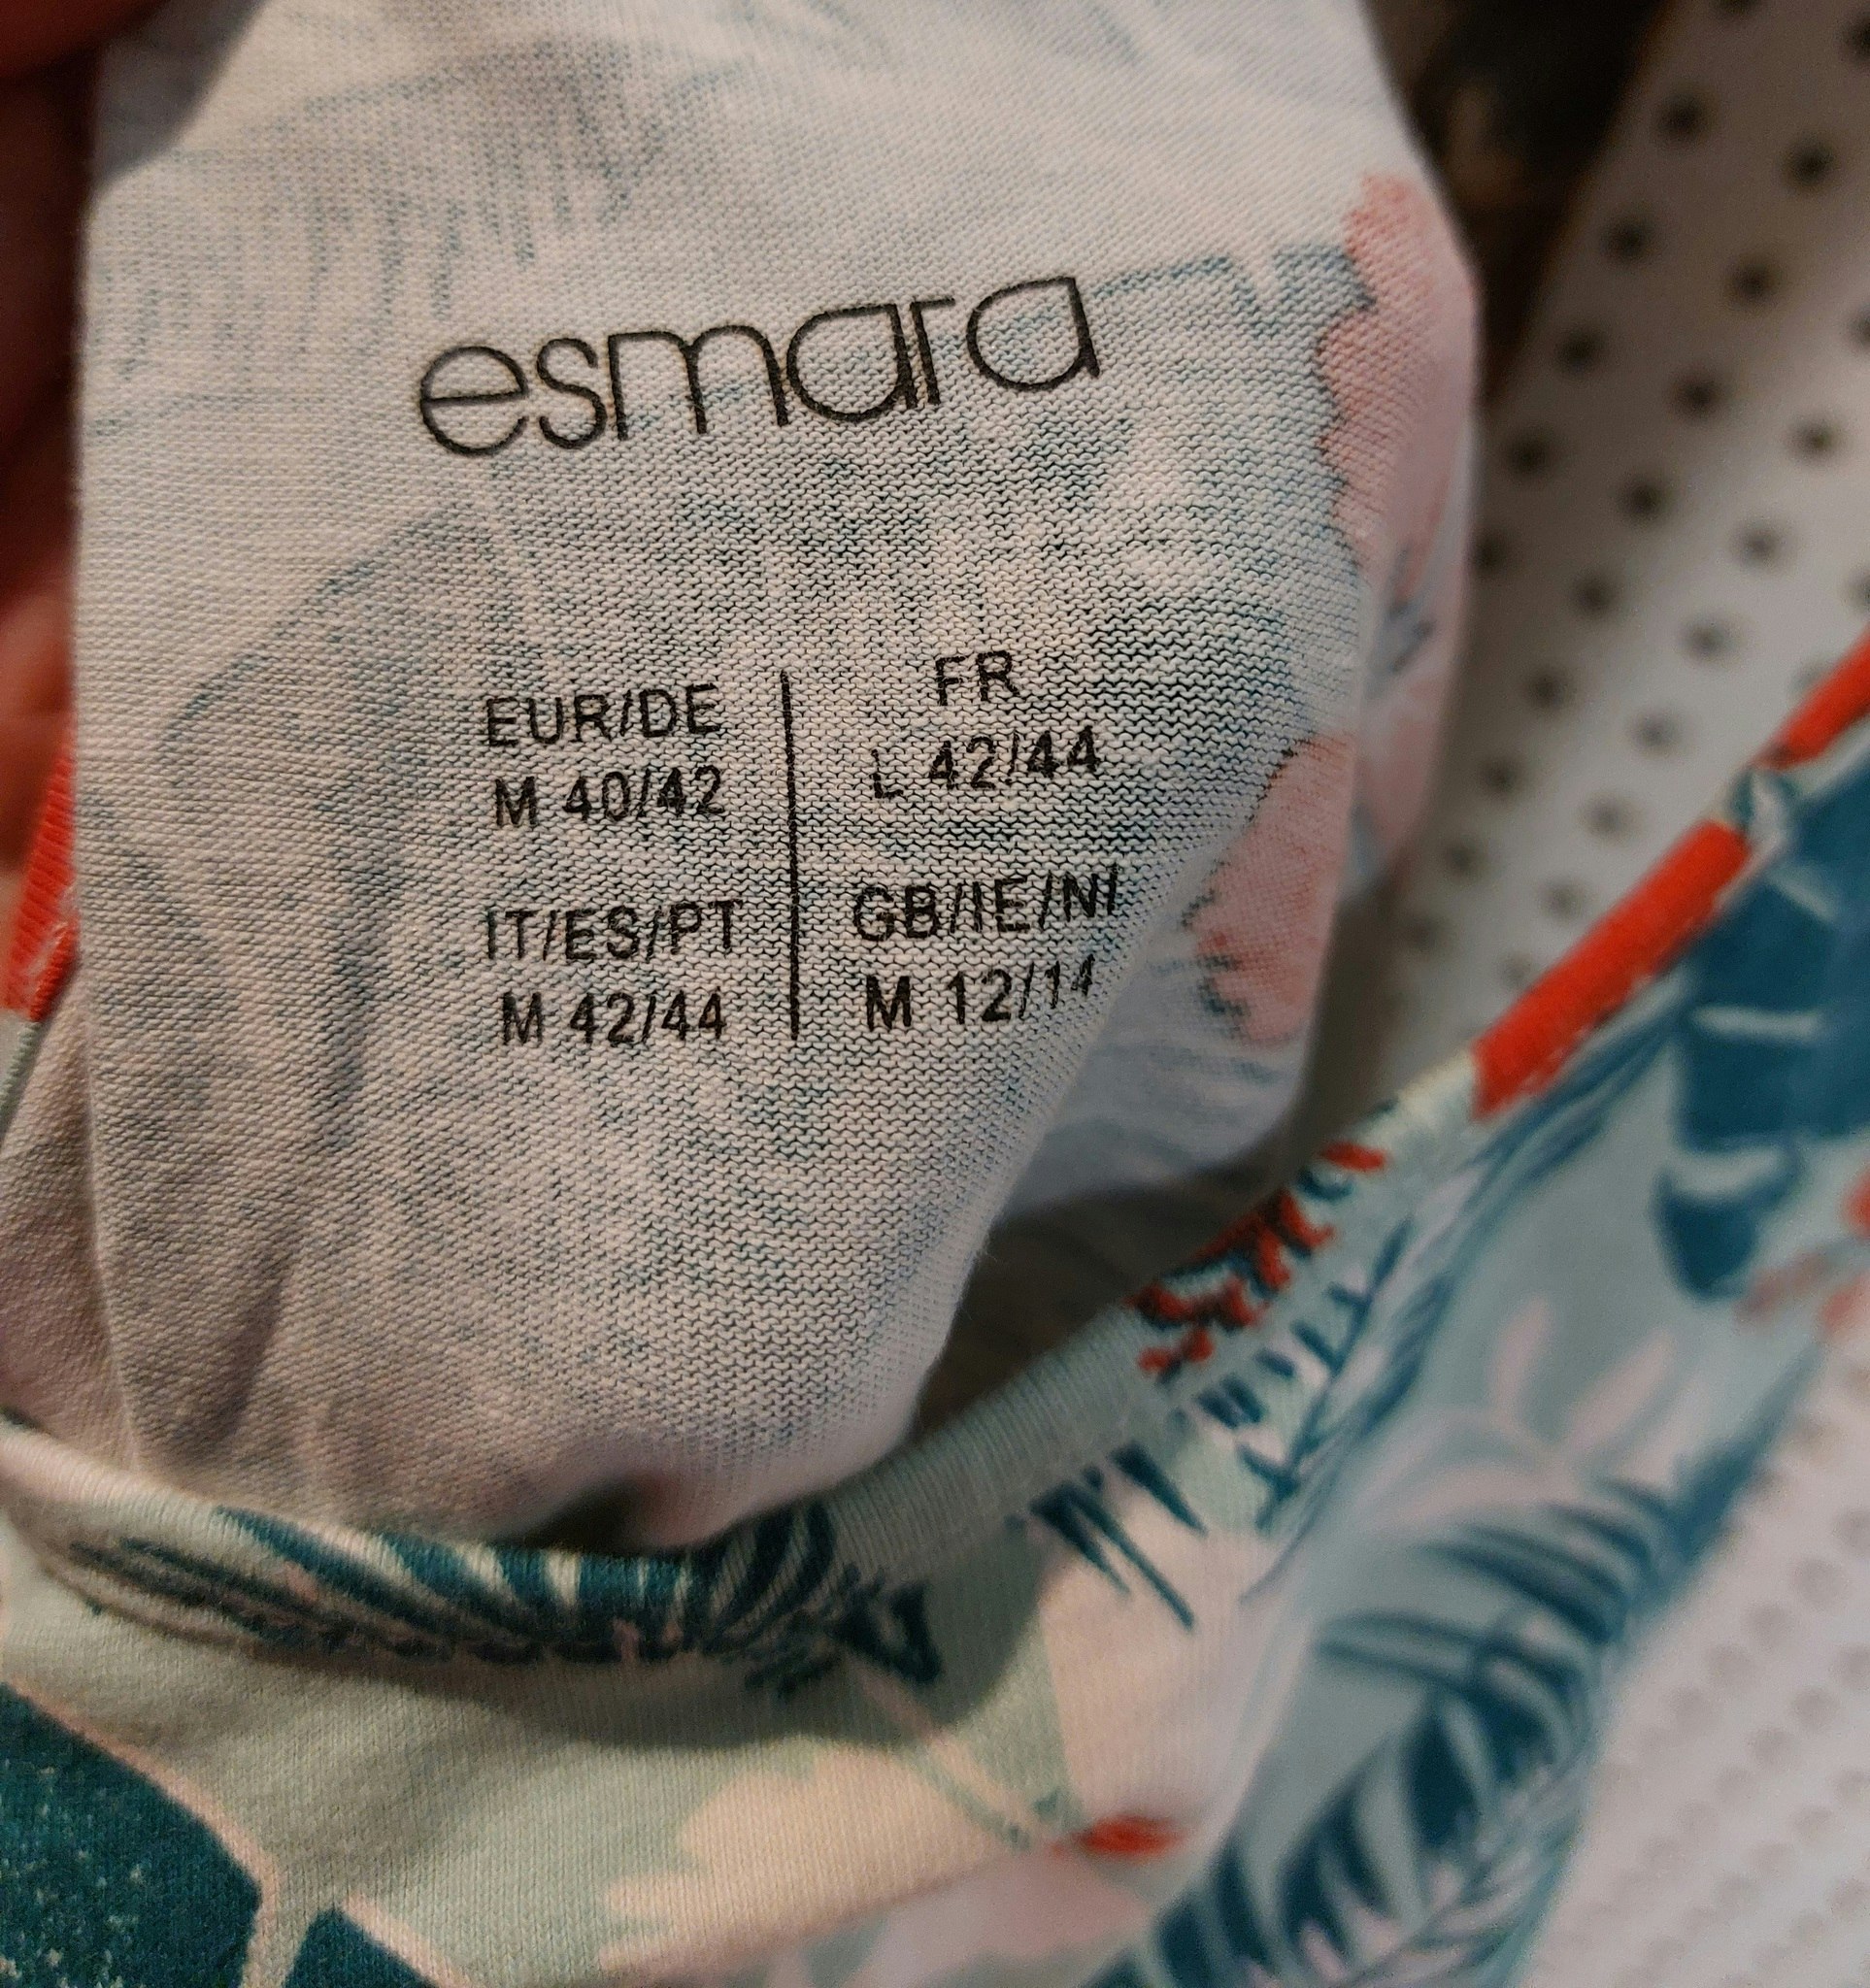 esmara
EUR/DE
M 40/42
FR
L 42/44
IT/ES/PT
M 42/44
GB/IE/NI
M 12/14